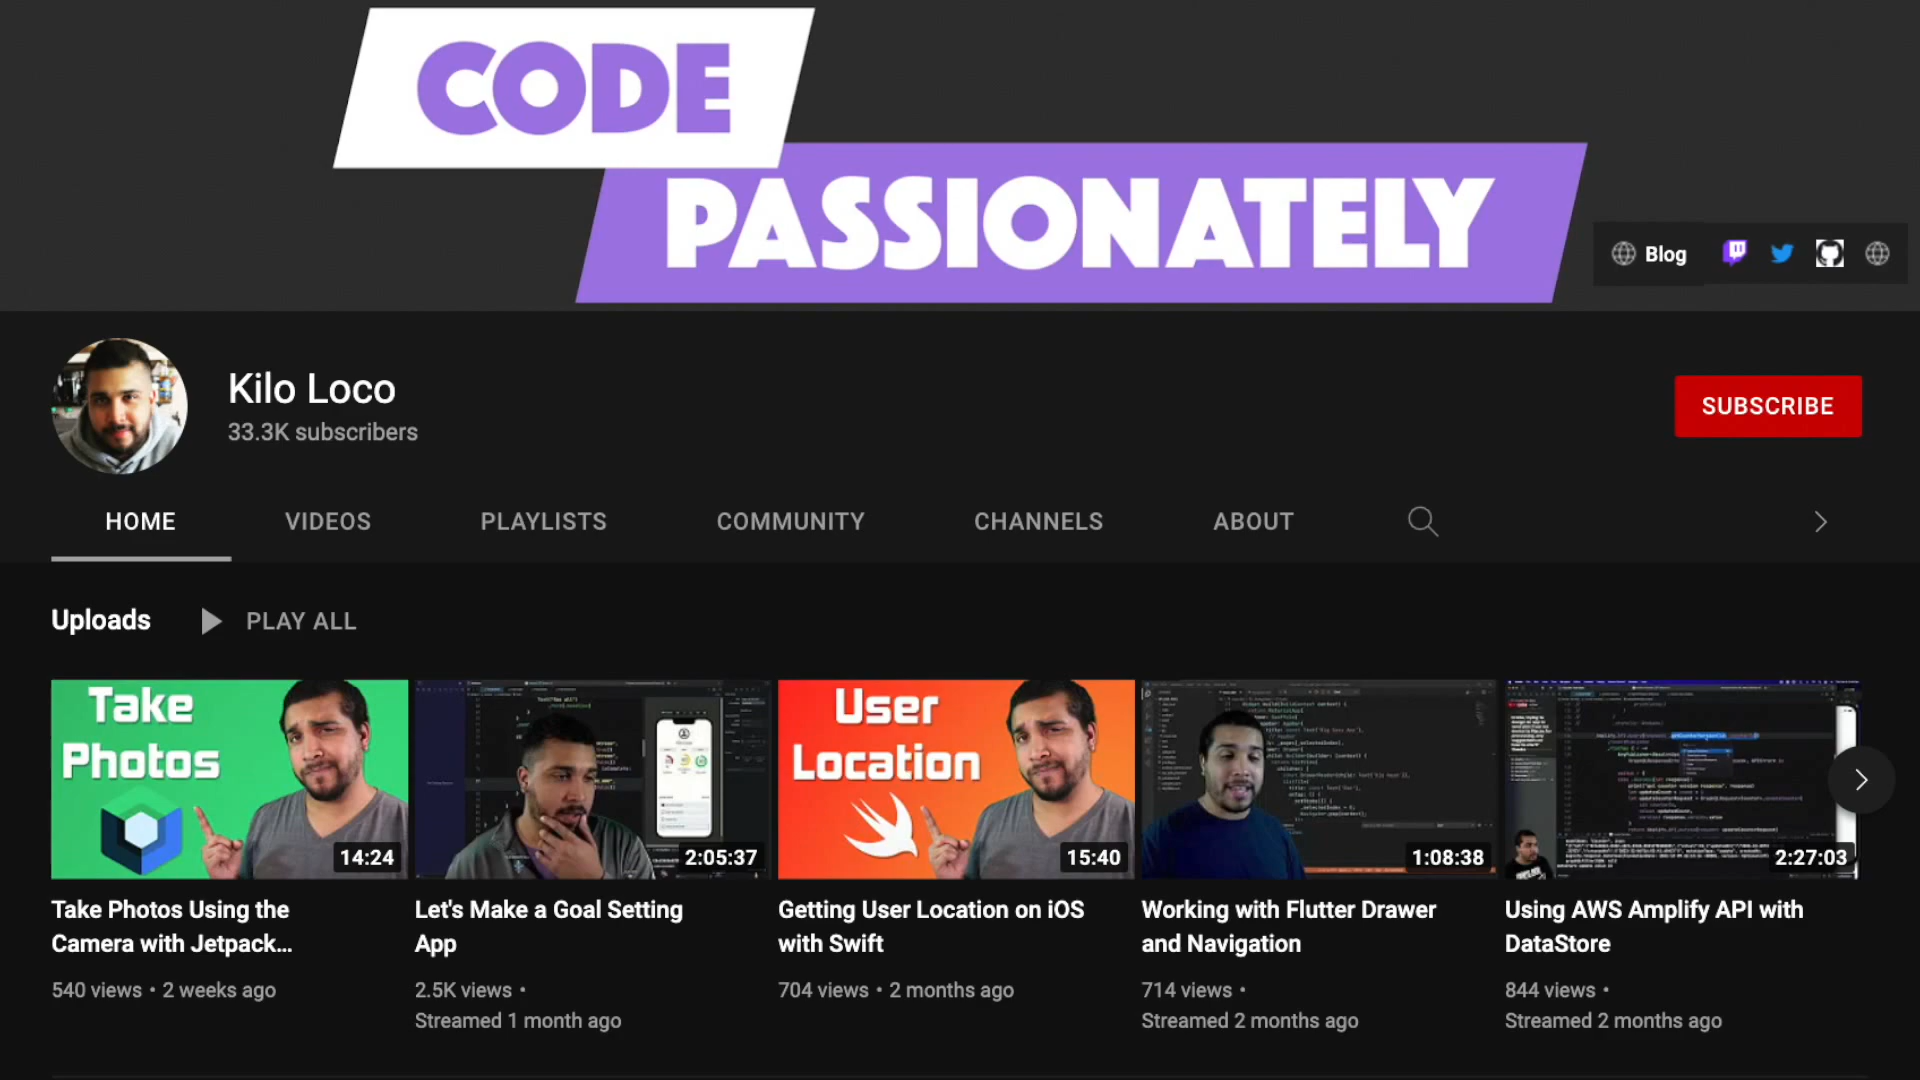 CODE
PASSIONATELY
Blog
Kilo Loco
33.3K subscribers
SUBSCRIBE
HOME VIDEOS PLAYLISTS COMMUNITY CHANNELS ABOUT
Uploads PLAY ALL
Take
Photos
14:24
2:05:37
User
Location
15:40
1:08:38
2:27:03
Take Photos Using the
Camera with Jetpack...
540 views • 2 weeks ago
Let's Make a Goal Setting
App
2.5K views •
Streamed 1 month ago
Getting User Location on iOS
with Swift
704 views • 2 months ago
Working with Flutter Drawer
and Navigation
714 views •
Streamed 2 months ago
Using AWS Amplify API with
DataStore
844 views •
Streamed 2 months ago